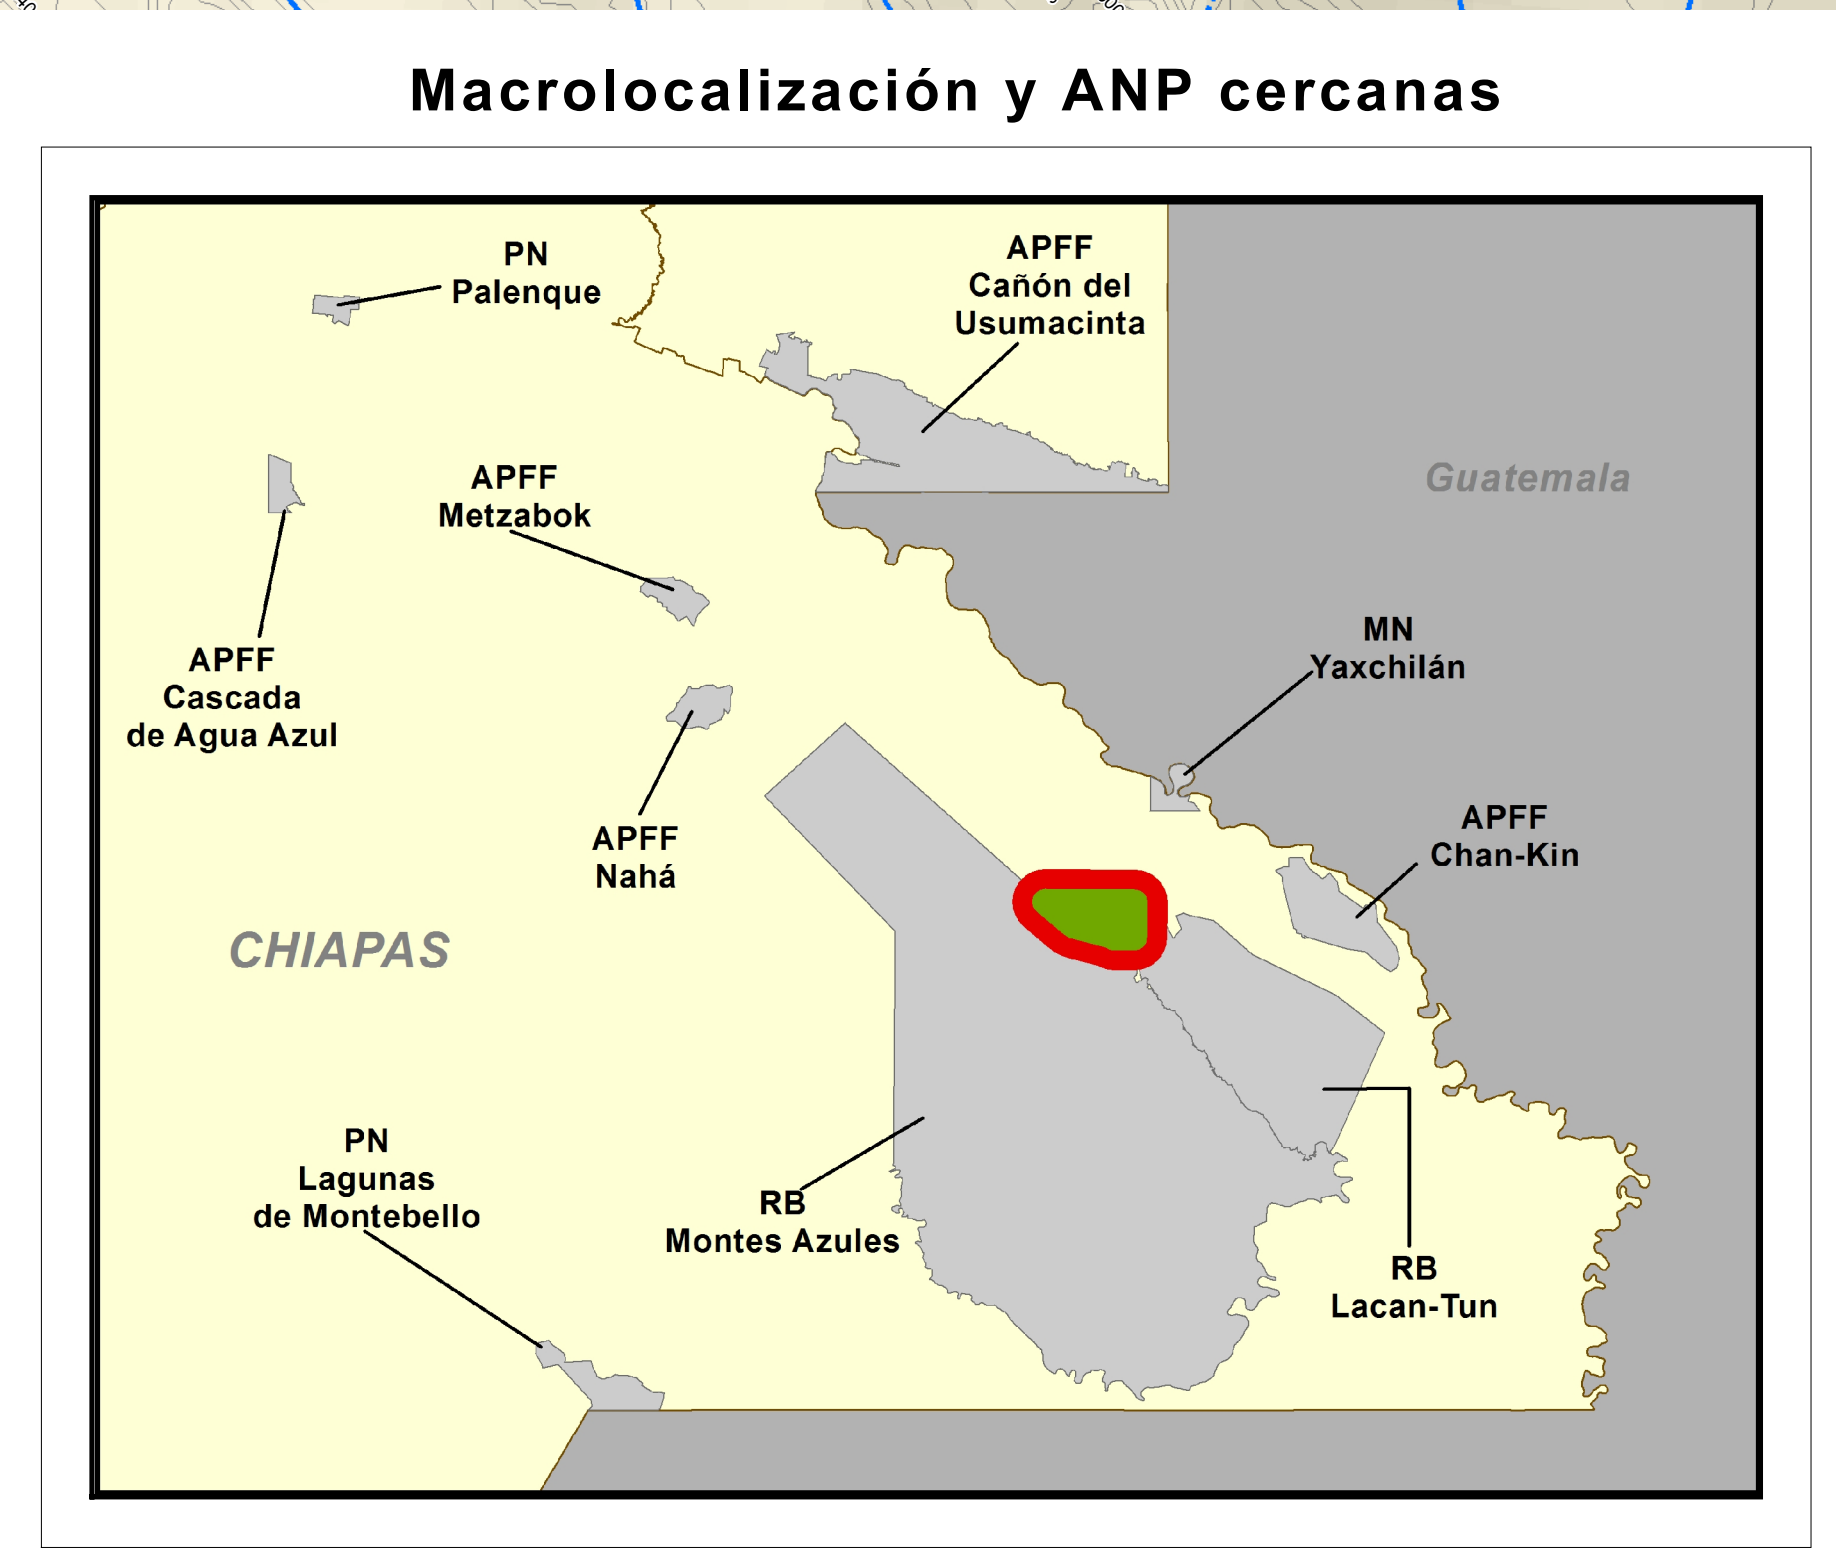 Macrolocalización y ANP cercanas
PN
Palenque
APFF
Cañón del
Usumacinta
Guatemala
APFF
Metzabok
MN
Yaxchilán
APFF
Cascada
de Agua Azul
APFF
Chan-Kin
APFF
Nahá
CHIAPAS
PN
Lagunas
de Montebello
RB
Montes Azules
RB
Lacan-Tun